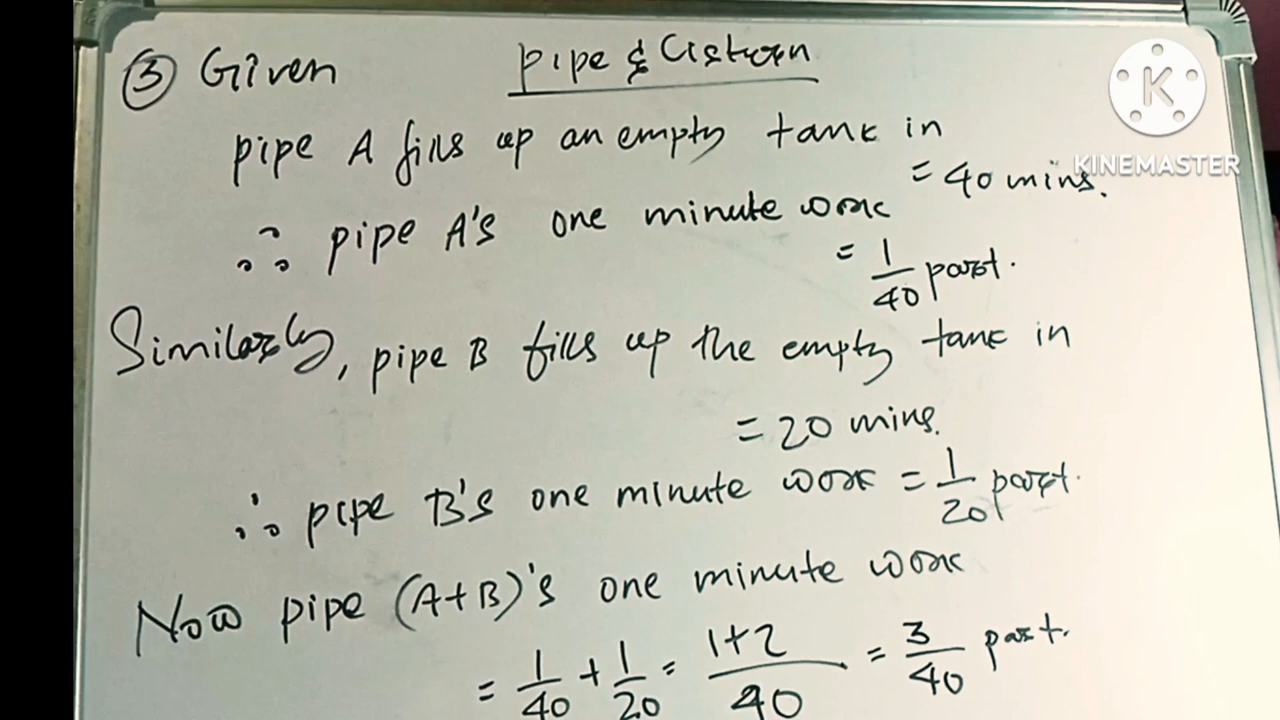 ③ Given Pipe & Cistern
pipe A fills up an empty tank in
= 40 mins.
∴ pipe A's one minute work
= 1/40 part.
Similarly, pipe B fills up the empty tank in
= 20 mins.
∴ pipe B's one minute work = 1/20 part.
Now pipe (A+B)'s one minute work
= 1/40 + 1/20 = 1+2/40 = 3/40 part.
K
KINEMASTER